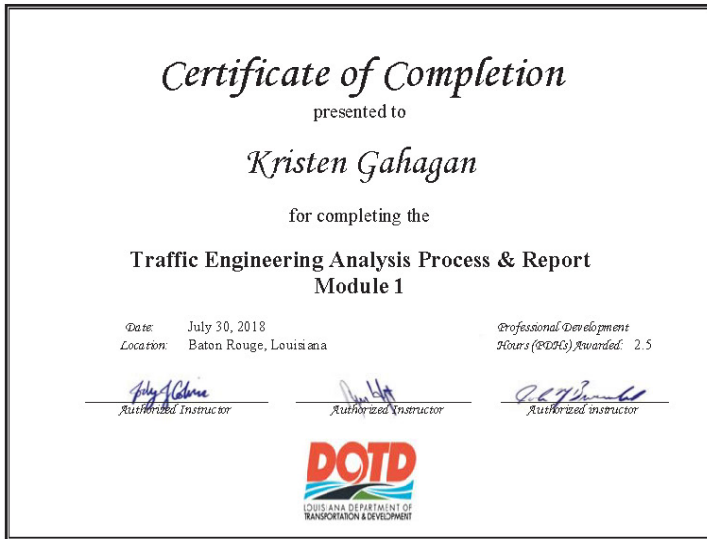 Certificate of Completion
presented to
Kristen Gahagan
for completing the
Traffic Engineering Analysis Process & Report
Module 1
Date: July 30, 2018
Location: Baton Rouge, Louisiana
Professional Development
Hours (PDHs) Awarded: 2.5
Authorized Instructor
Authorized Instructor
Authorized instructor
DOTD
LOUISIANA DEPARTMENT OF
TRANSPORTATION & DEVELOPMENT